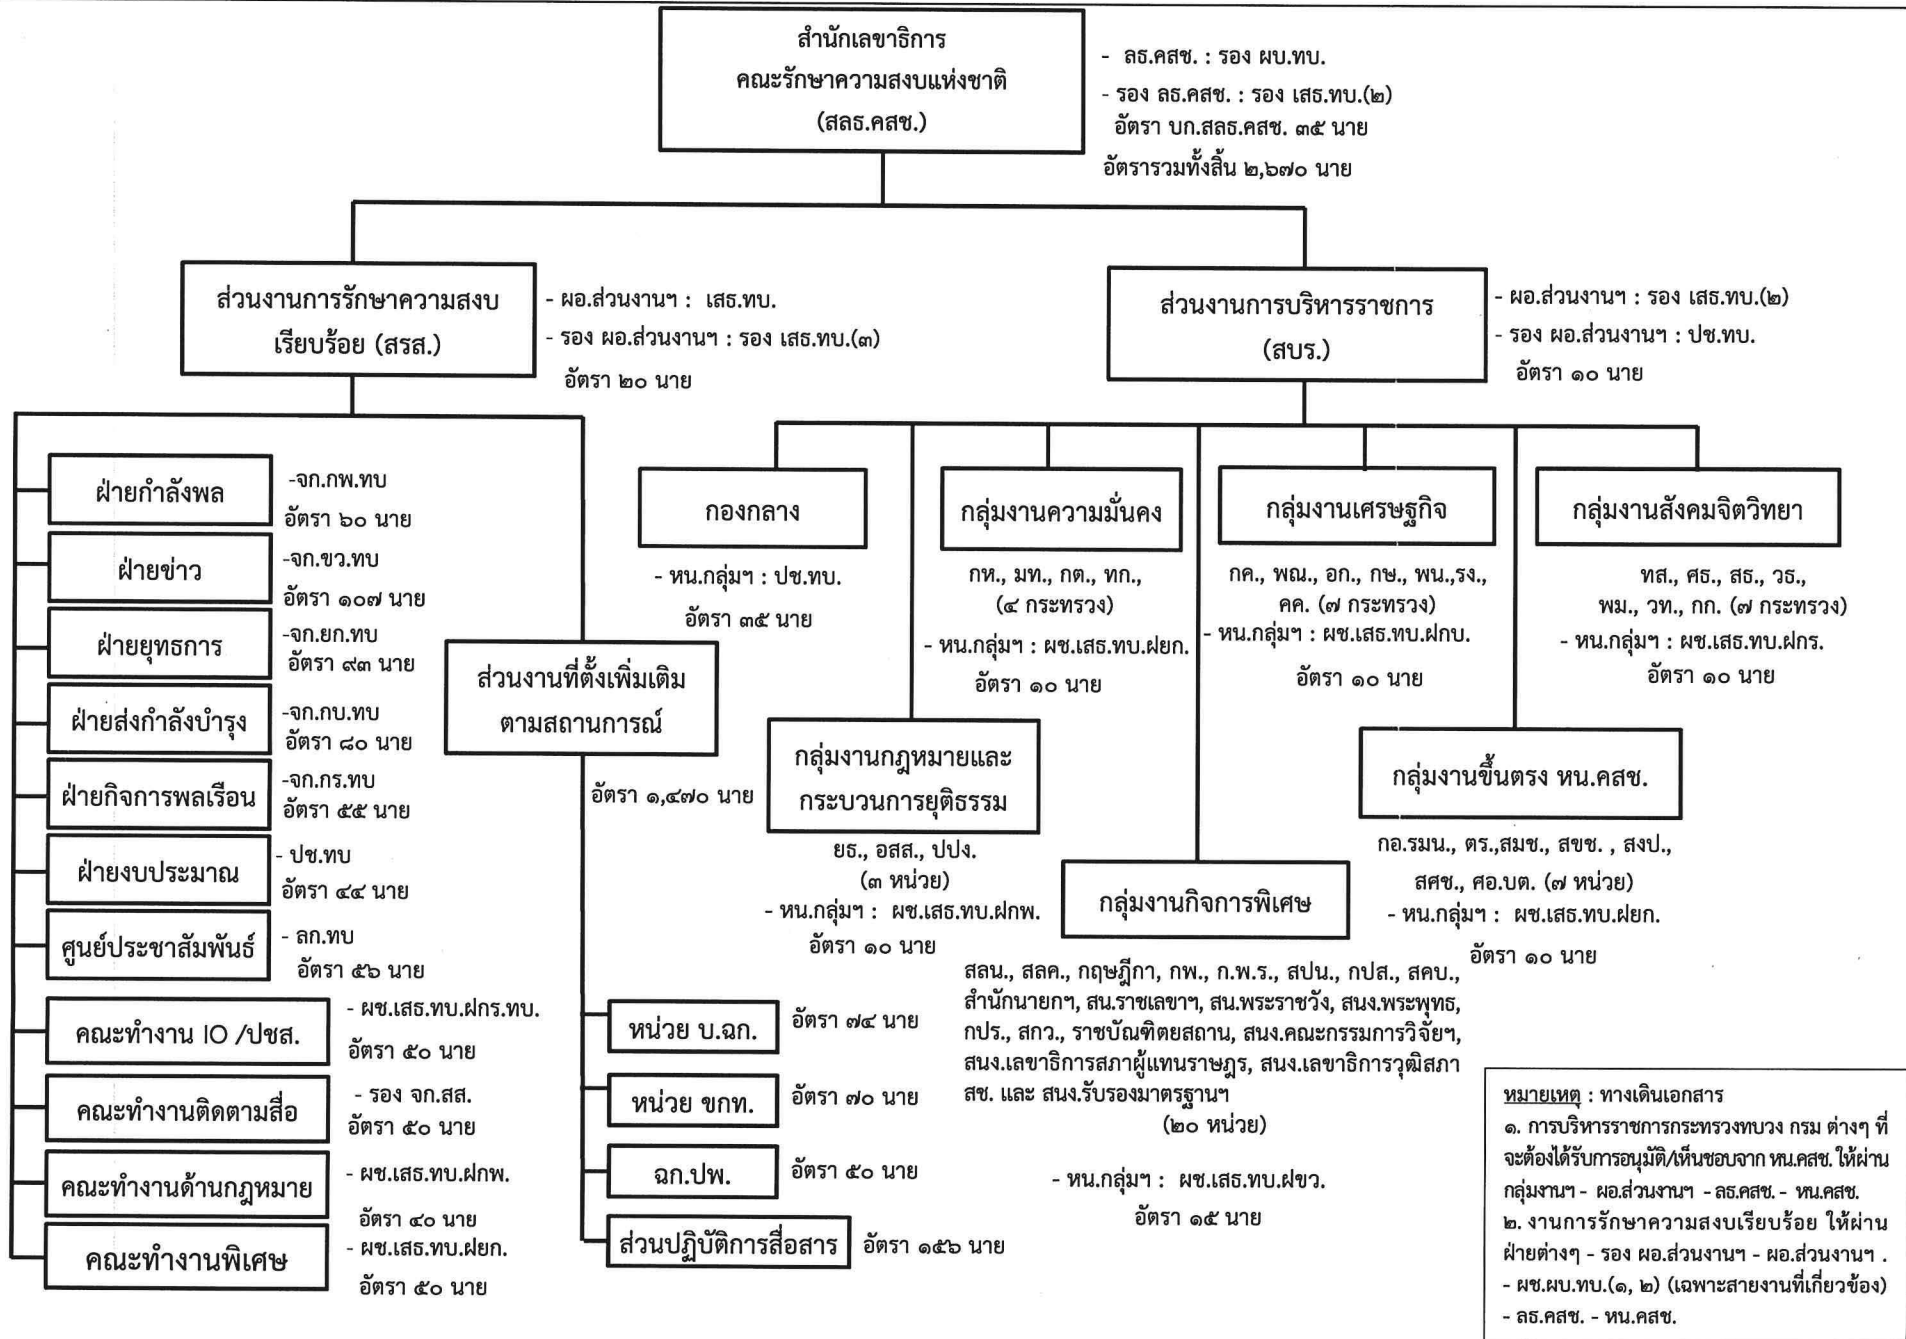 สำนักเลขาธิการ
คณะรักษาความสงบแห่งชาติ
(สลธ.คสช.)
- ลธ.คสช. : รอง ผบ.ทบ.
- รอง ลธ.คสช. : รอง เสธ.ทบ.(๒)
อัตรา บก.สลธ.คสช. ๓๕ นาย
อัตรารวมทั้งสิ้น ๒,๖๗๐ นาย
ส่วนงานการรักษาความสงบ
เรียบร้อย (สรส.)
- ผอ.ส่วนงานฯ : เสธ.ทบ.
- รอง ผอ.ส่วนงานฯ : รอง เสธ.ทบ.(๓)
อัตรา ๒๐ นาย
ส่วนงานการบริหารราชการ
(สบร.)
- ผอ.ส่วนงานฯ : รอง เสธ.ทบ.(๒)
- รอง ผอ.ส่วนงานฯ : ปช.ทบ.
อัตรา ๑๐ นาย
ฝ่ายกำลังพล
-จก.กพ.ทบ
อัตรา ๖๐ นาย
ฝ่ายข่าว
-จก.ขว.ทบ
อัตรา ๑๐๗ นาย
ฝ่ายยุทธการ
-จก.ยก.ทบ
อัตรา ๙๓ นาย
ฝ่ายส่งกำลังบำรุง
-จก.กบ.ทบ
อัตรา ๘๐ นาย
ฝ่ายกิจการพลเรือน
-จก.กร.ทบ
อัตรา ๕๕ นาย
ฝ่ายงบประมาณ
- ปช.ทบ
อัตรา ๔๔ นาย
ศูนย์ประชาสัมพันธ์
- ลก.ทบ
อัตรา ๕๖ นาย
คณะทำงาน IO /ปชส.
- ผช.เสธ.ทบ.ฝกร.ทบ.
อัตรา ๕๐ นาย
คณะทำงานติดตามสื่อ
- รอง จก.สส.
อัตรา ๕๐ นาย
คณะทำงานด้านกฎหมาย
- ผช.เสธ.ทบ.ฝกพ.
อัตรา ๔๐ นาย
คณะทำงานพิเศษ
- ผช.เสธ.ทบ.ฝยก.
อัตรา ๕๐ นาย
ส่วนงานที่ตั้งเพิ่มเติม
ตามสถานการณ์
อัตรา ๑,๔๗๐ นาย
หน่วย บ.ฉก.
อัตรา ๗๔ นาย
หน่วย ขกท.
อัตรา ๗๐ นาย
ฉก.ปพ.
อัตรา ๕๐ นาย
ส่วนปฏิบัติการสื่อสาร
อัตรา ๑๕๖ นาย
กองกลาง
- หน.กลุ่มฯ : ปช.ทบ.
อัตรา ๓๕ นาย
กลุ่มงานความมั่นคง
กห., มท., กต., ทก.,
(๔ กระทรวง)
- หน.กลุ่มฯ : ผช.เสธ.ทบ.ฝยก.
อัตรา ๑๐ นาย
กลุ่มงานเศรษฐกิจ
กค., พณ., อก., กษ., พน.,รง.,
คค. (๗ กระทรวง)
- หน.กลุ่มฯ : ผช.เสธ.ทบ.ฝกบ.
อัตรา ๑๐ นาย
กลุ่มงานสังคมจิตวิทยา
ทส., ศธ., สธ., วธ.,
พม., วท., กก. (๗ กระทรวง)
- หน.กลุ่มฯ : ผช.เสธ.ทบ.ฝกร.
อัตรา ๑๐ นาย
กลุ่มงานกฎหมายและ
กระบวนการยุติธรรม
ยธ., อสส., ปปง.
(๓ หน่วย)
- หน.กลุ่มฯ : ผช.เสธ.ทบ.ฝกพ.
อัตรา ๑๐ นาย
กลุ่มงานขึ้นตรง หน.คสช.
กอ.รมน., ตร.,สมช., สขช. , สงป.,
สศช., ศอ.บต. (๗ หน่วย)
- หน.กลุ่มฯ : ผช.เสธ.ทบ.ฝยก.
อัตรา ๑๐ นาย
กลุ่มงานกิจการพิเศษ
สลน., สลค., กฤษฎีกา, กพ., ก.พ.ร., สปน., กปส., สคบ.,
สำนักนายกฯ, สน.ราชเลขาฯ, สน.พระราชวัง, สนง.พระพุทธ,
กปร., สกว., ราชบัณฑิตยสถาน, สนง.คณะกรรมการวิจัยฯ,
สนง.เลขาธิการสภาผู้แทนราษฎร, สนง.เลขาธิการวุฒิสภา
สช. และ สนง.รับรองมาตรฐานฯ
(๒๐ หน่วย)
- หน.กลุ่มฯ : ผช.เสธ.ทบ.ฝขว.
อัตรา ๑๕ นาย
หมายเหตุ : ทางเดินเอกสาร
๑. การบริหารราชการกระทรวงทบวง กรม ต่างๆ ที่
จะต้องได้รับการอนุมัติ/เห็นชอบจาก หน.คสช. ให้ผ่าน
กลุ่มงานฯ - ผอ.ส่วนงานฯ - ลธ.คสช. - หน.คสช.
๒. งานการรักษาความสงบเรียบร้อย ให้ผ่าน
ฝ่ายต่างๆ - รอง ผอ.ส่วนงานฯ - ผอ.ส่วนงานฯ .
- ผช.ผบ.ทบ.(๑, ๒) (เฉพาะสายงานที่เกี่ยวข้อง)
- ลธ.คสช. - หน.คสช.